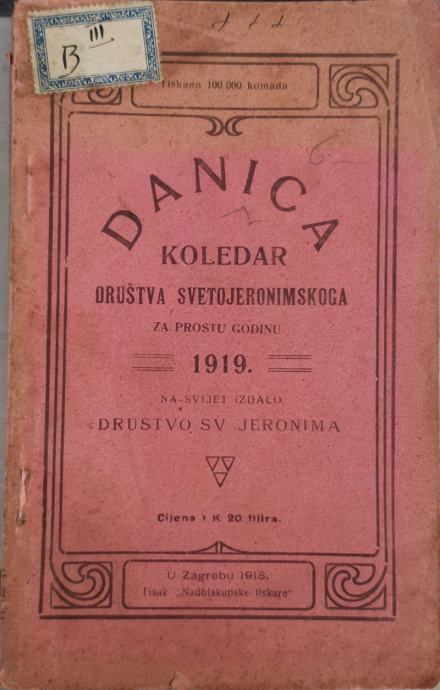 III.
B
Tiskano 100.000 komada
DANICA
KOLEDAR
DRUŠTVA SVETOJERONIMSKOGA
ZA PROSTU GODINU
1919.
NA SVIJET IZDALO
DRUSTVO SV JERONIMA
Cijena 1 K 20 filira.
U Zagrebu 1918.
Tisak „Nadbiskupske tiskare“